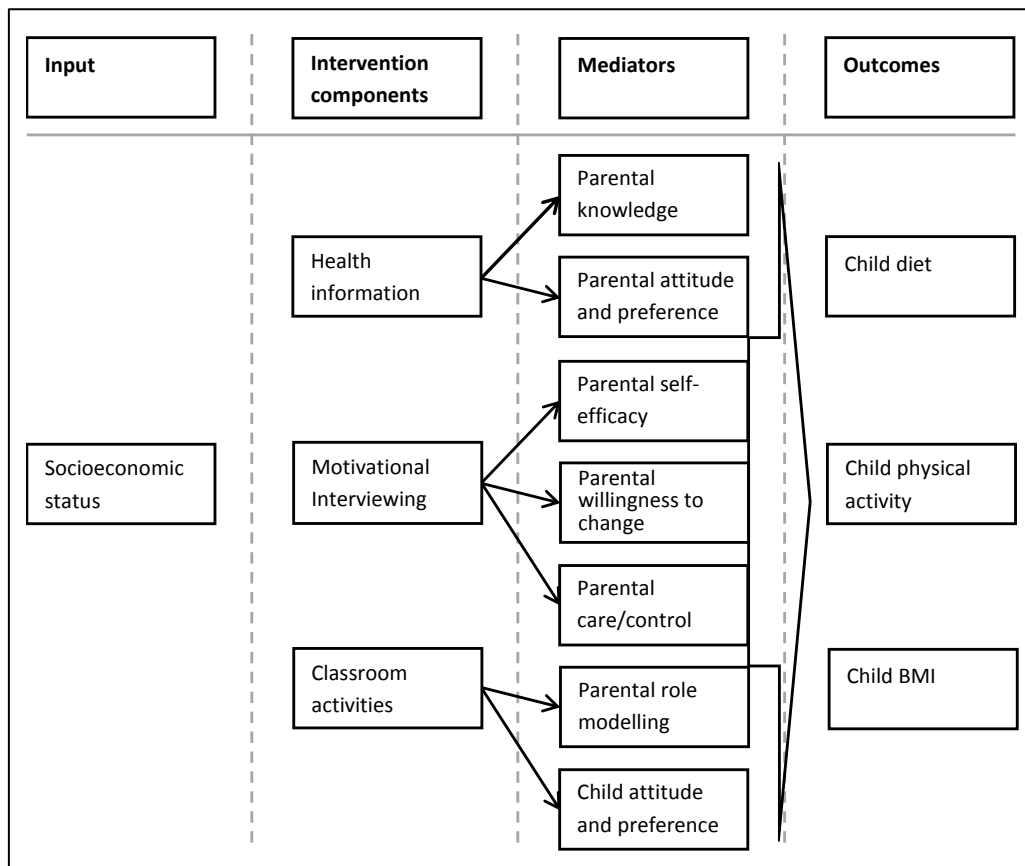 Input
Intervention
components
Mediators
Outcomes
Socioeconomic
status
Health
information
Motivational
Interviewing
Classroom
activities
Parental
knowledge
Parental attitude
and preference
Parental self-
efficacy
Parental
willingness to
change
Parental
care/control
Parental role
modelling
Child attitude
and preference
Child diet
Child physical
activity
Child BMI